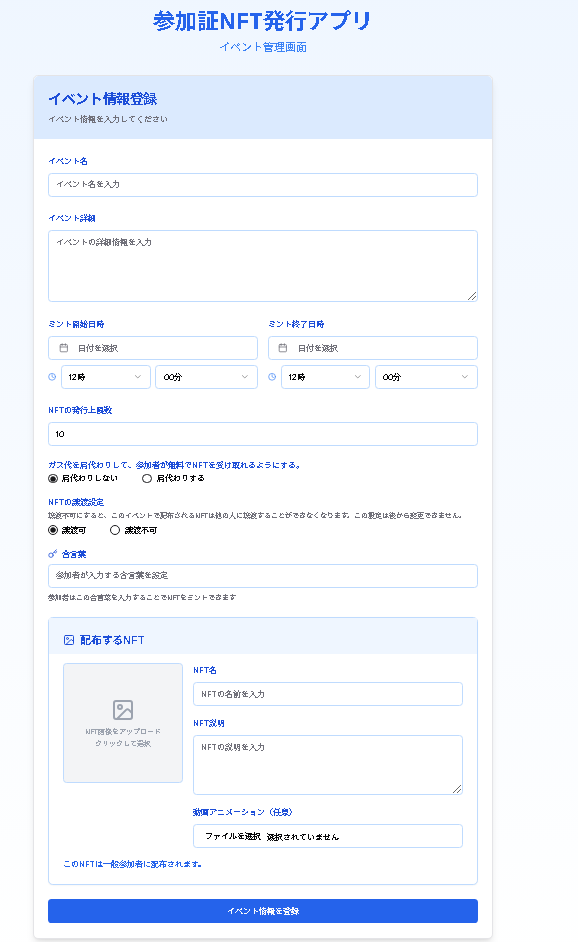 参加証NFT発行アプリ
イベント管理画面
イベント情報登録
イベント情報を入力してください
イベント名
イベント名を入力
イベント詳細
イベントの詳細情報を入力
ミント開始日時 ミント終了日時
日付を選択 日付を選択
12時 00分 12時 00分
NFTの発行上限数
10
ガス代を肩代わりして、参加者が無料でNFTを受け取れるようにする。
肩代わりしない 肩代わりする
NFTの譲渡設定
譲渡不可にすると、このイベントで配布されるNFTは他の人に譲渡することができなくなります。この設定は後から変更できません。
譲渡可 譲渡不可
合言葉
参加者が入力する合言葉を設定
参加者はこの合言葉を入力することでNFTをミントできます
配布するNFT
NFT画像をアップロード
クリックして選択
NFT名
NFTの名前を入力
NFT説明
NFTの説明を入力
動画アニメーション（任意）
ファイルを選択 選択されていません
このNFTは一般参加者に配布されます。
イベント情報を登録